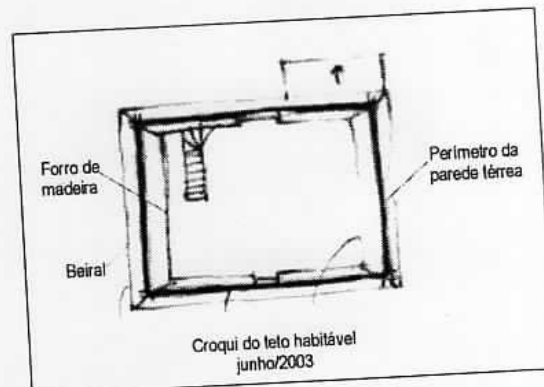 Forro de
madeira
Perímetro da
parede térrea
Beiral
Croqui do teto habitável
junho/2003